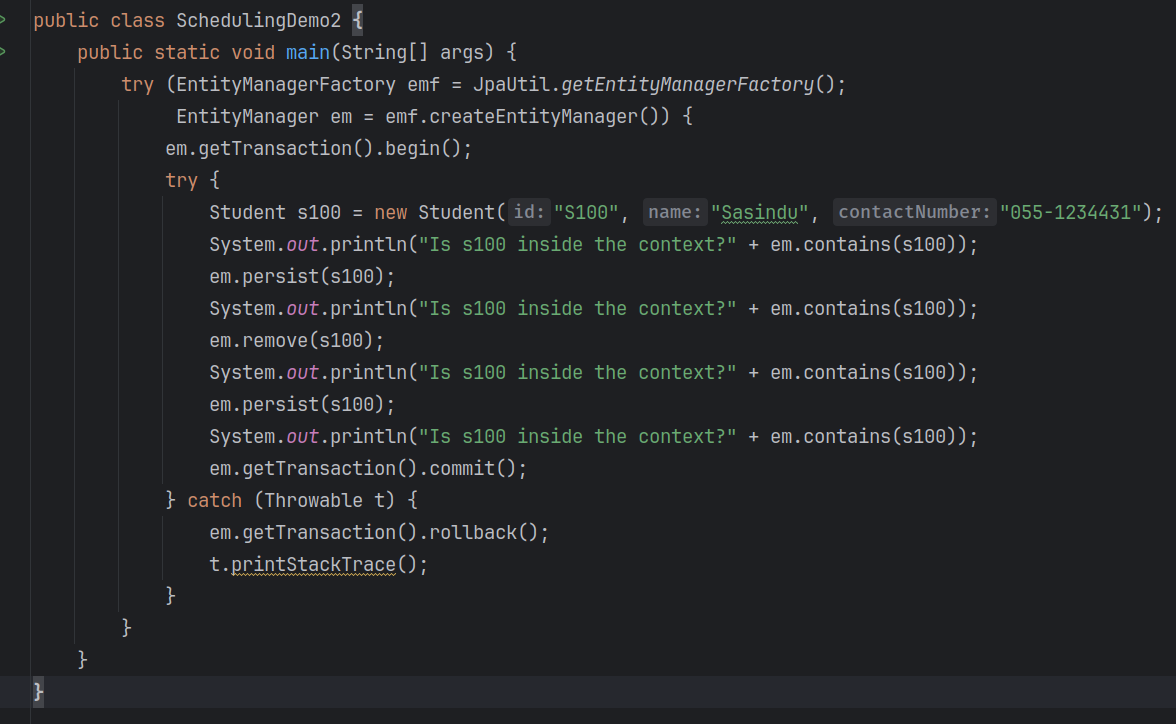 public class SchedulingDemo2 {
    public static void main(String[] args) {
        try (EntityManagerFactory emf = JpaUtil.getEntityManagerFactory();
             EntityManager em = emf.createEntityManager()) {
            em.getTransaction().begin();
            try {
                Student s100 = new Student( id: "S100", name: "Sasindu", contactNumber: "055-1234431");
                System.out.println("Is s100 inside the context?" + em.contains(s100));
                em.persist(s100);
                System.out.println("Is s100 inside the context?" + em.contains(s100));
                em.remove(s100);
                System.out.println("Is s100 inside the context?" + em.contains(s100));
                em.persist(s100);
                System.out.println("Is s100 inside the context?" + em.contains(s100));
                em.getTransaction().commit();
            } catch (Throwable t) {
                em.getTransaction().rollback();
                t.printStackTrace();
            }
        }
    }
}